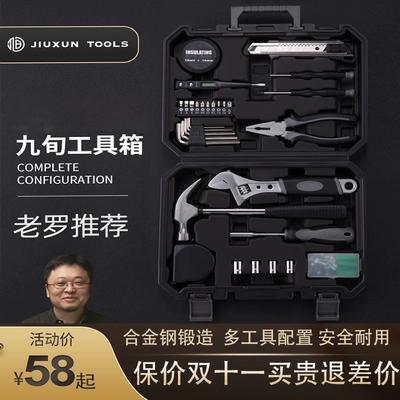 JIUXUN TOOLS
INSULATING
九旬工具箱
COMPLETE
CONFIGURATION
老罗推荐
活动价
¥58起
合金钢锻造 多工具配置 安全耐用
保价双十一买贵退差价